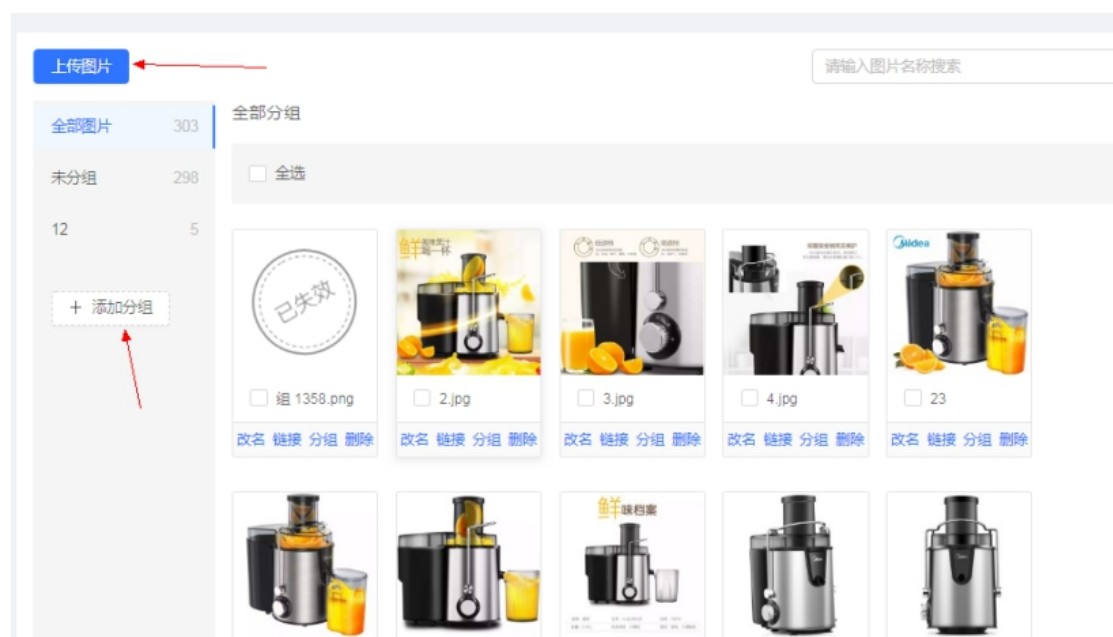 上传图片
请输入图片名称搜索
全部图片 303
全部分组
未分组 298
全选
12 5
+ 添加分组
已失效
鲜
喝一杯
Midea
组 1358.png
2.jpg
3.jpg
4.jpg
23
改名 链接 分组 删除
改名 链接 分组 删除
改名 链接 分组 删除
改名 链接 分组 删除
改名 链接 分组 删除
鲜味档案